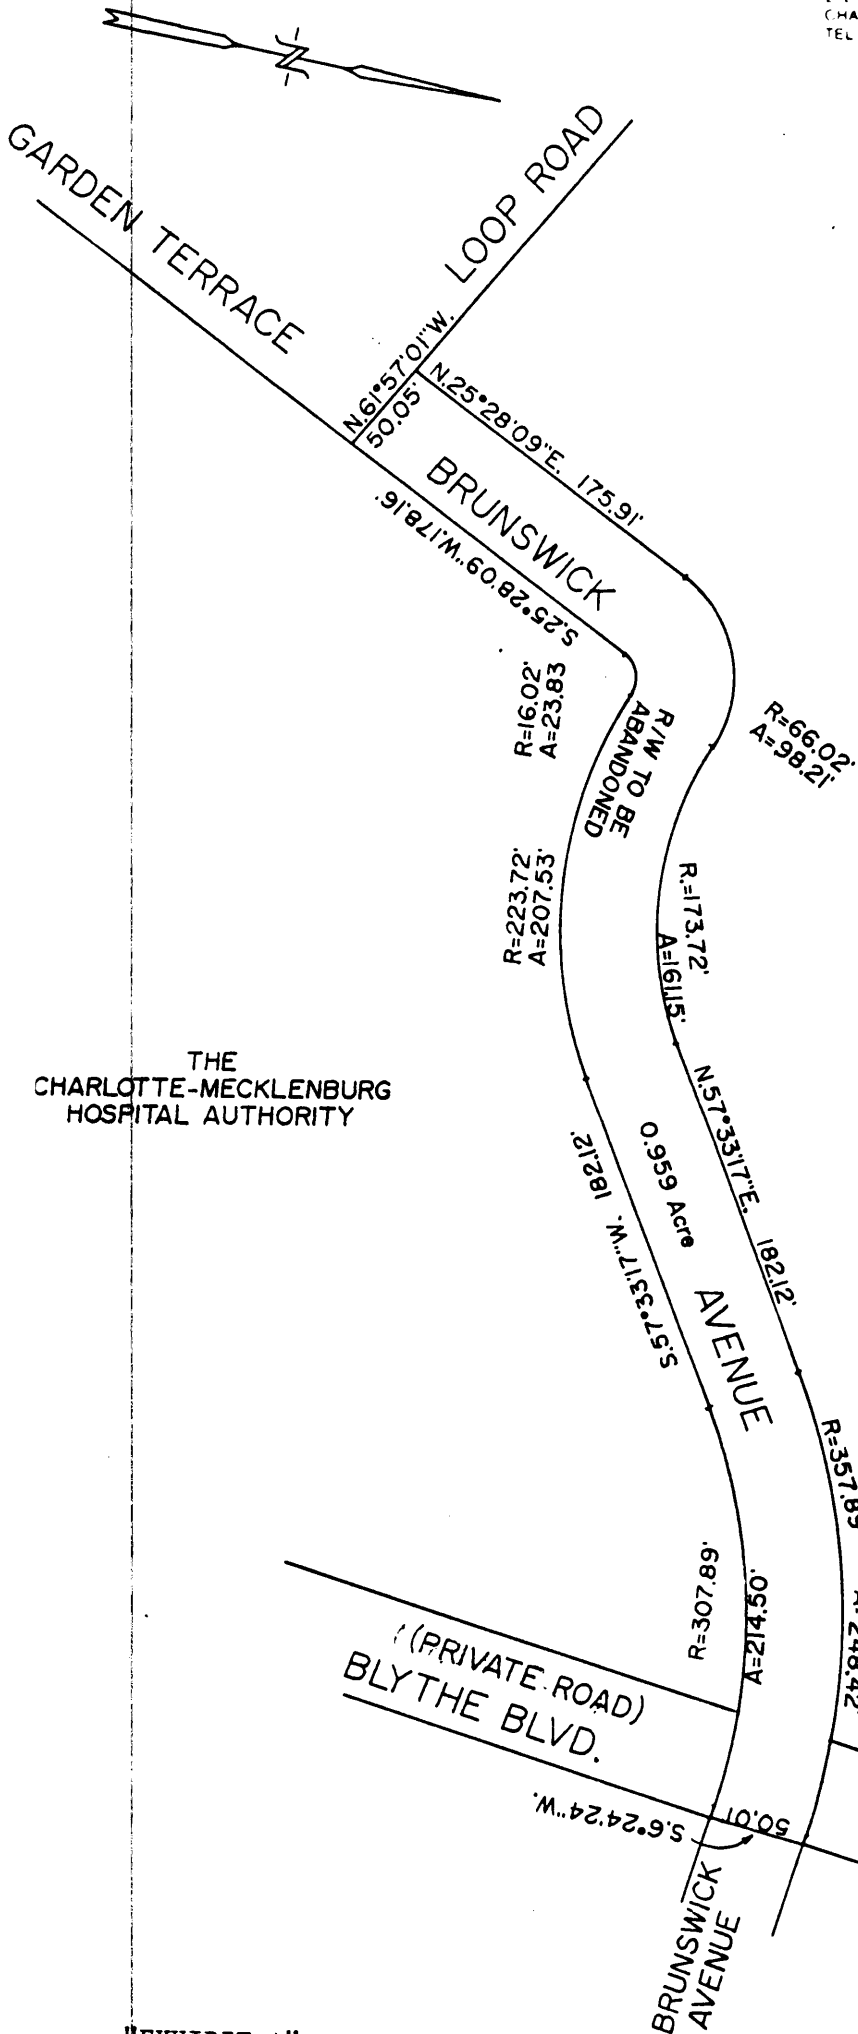 CHA
TEL
GARDEN TERRACE
LOOP ROAD
N.61°57'01"W.
50.05'
N.25°28'09"E. 175.91'
BRUNSWICK
S.25°28'09"W. 178.16'
R=16.02'
A=23.83
R/W TO BE
ABANDONED
R=66.02'
A=98.21'
R=223.72'
A=207.53'
R.=173.72'
A=161.15'
THE
CHARLOTTE-MECKLENBURG
HOSPITAL AUTHORITY
N.57°33'17"E. 182.12'
0.959 Acre
S.57°33'17"W. 182.12'
AVENUE
R=307.89'
A=214.50'
(PRIVATE ROAD)
BLYTHE BLVD.
S.6°24'24"W.
50.01'
BRUNSWICK
AVENUE